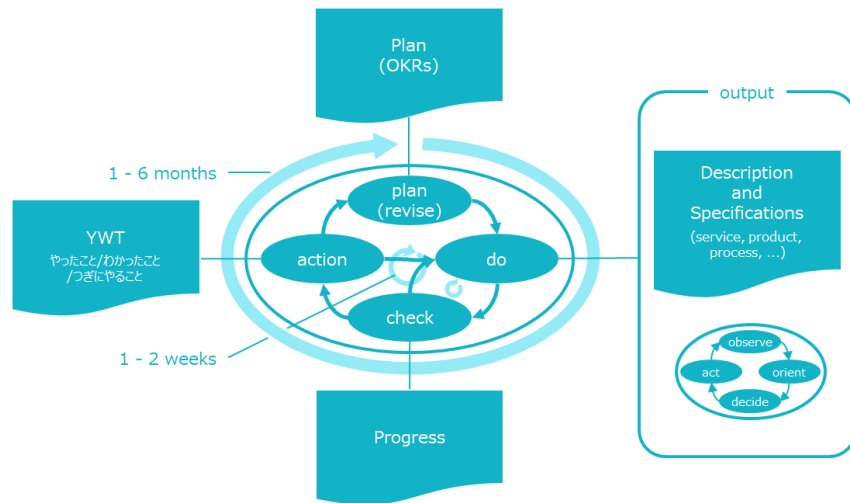 Plan
(OKRs)
output
1 - 6 months
plan
(revise)
Description
and
Specifications
(service, product,
process, ...)
YWT
やったこと/わかったこと
/つぎにやること
action
do
check
1 - 2 weeks
observe
act
orient
decide
Progress